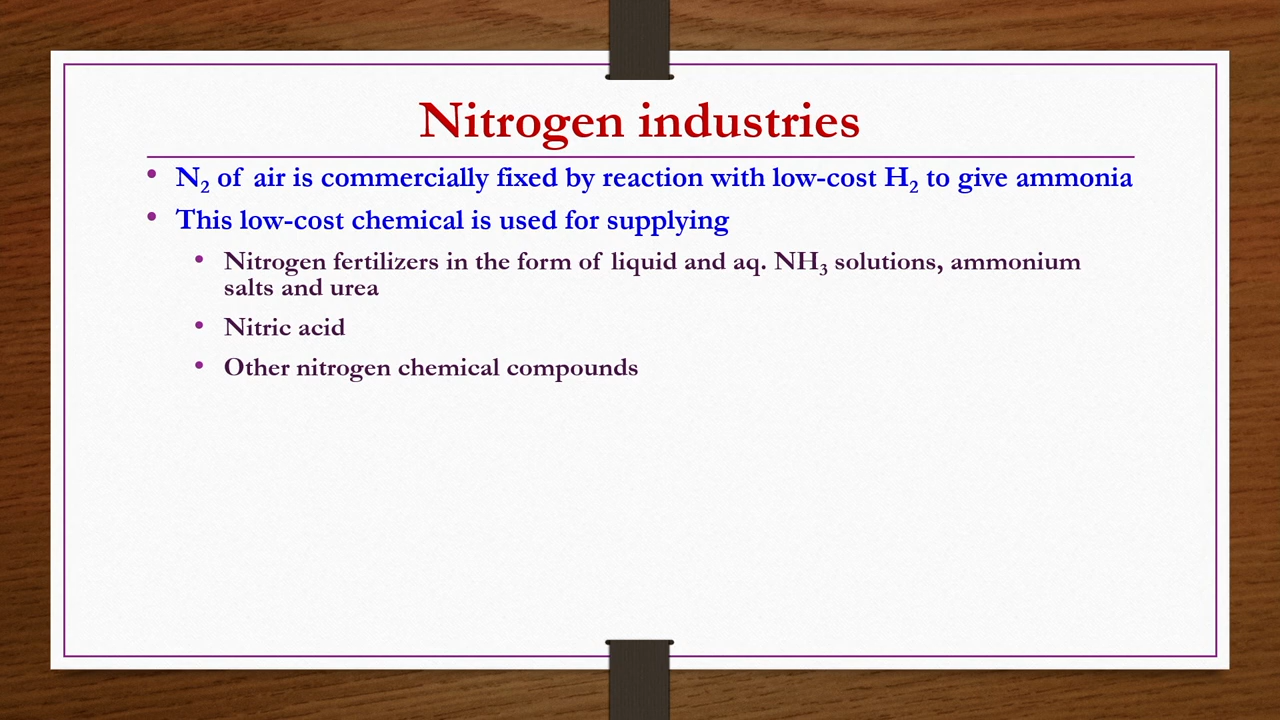 Nitrogen industries
• N₂ of air is commercially fixed by reaction with low-cost H₂ to give ammonia
• This low-cost chemical is used for supplying
• Nitrogen fertilizers in the form of liquid and aq. NH₃ solutions, ammonium
salts and urea
• Nitric acid
• Other nitrogen chemical compounds